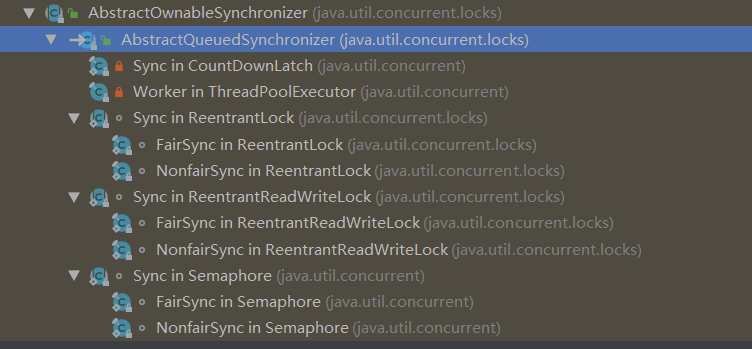 AbstractOwnableSynchronizer (java.util.concurrent.locks)
AbstractQueuedSynchronizer (java.util.concurrent.locks)
Sync in CountDownLatch (java.util.concurrent)
Worker in ThreadPoolExecutor (java.util.concurrent)
Sync in ReentrantLock (java.util.concurrent.locks)
FairSync in ReentrantLock (java.util.concurrent.locks)
NonfairSync in ReentrantLock (java.util.concurrent.locks)
Sync in ReentrantReadWriteLock (java.util.concurrent.locks)
FairSync in ReentrantReadWriteLock (java.util.concurrent.locks)
NonfairSync in ReentrantReadWriteLock (java.util.concurrent.locks)
Sync in Semaphore (java.util.concurrent)
FairSync in Semaphore (java.util.concurrent)
NonfairSync in Semaphore (java.util.concurrent)